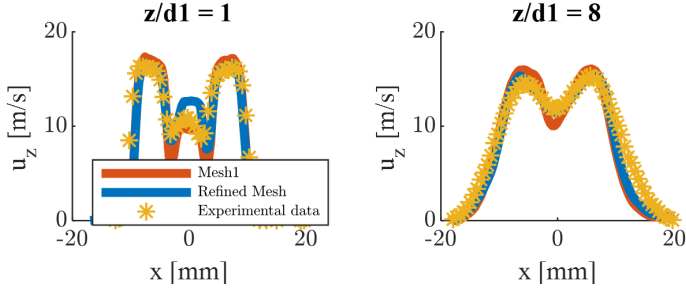 z/d1 = 1
z/d1 = 8
20
10
0
u_z [m/s]
Mesh1
Refined Mesh
Experimental data
-20
0
20
x [mm]
20
10
0
u_z [m/s]
-20
0
20
x [mm]